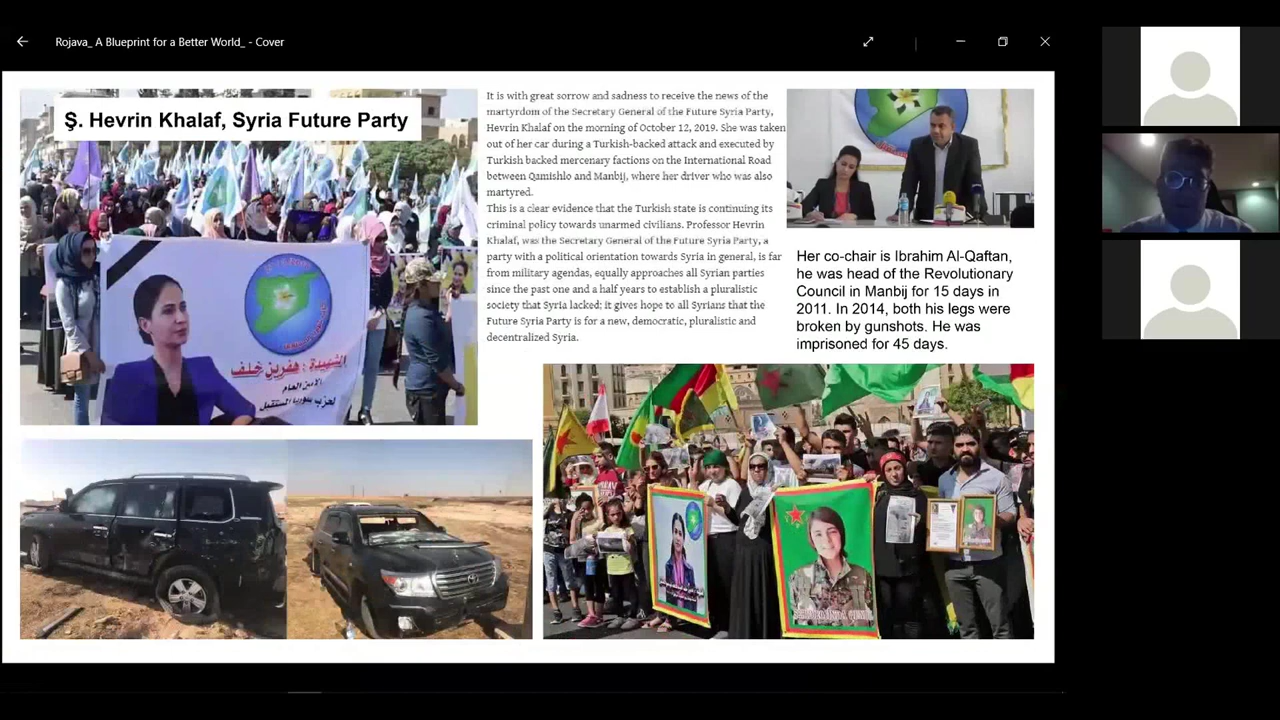 Rojava_ A Blueprint for a Better World_ - Cover
Ş. Hevrin Khalaf, Syria Future Party
It is with great sorrow and sadness to receive the news of the
martyrdom of the Secretary General of the Future Syria Party,
Hevrin Khalaf on the morning of October 12, 2019. She was taken
out of her car during a Turkish-backed attack and executed by
Turkish backed mercenary factions on the International Road
between Qamishlo and Manbij, where her driver who was also
martyred.
This is a clear evidence that the Turkish state is continuing its
criminal policy towards unarmed civilians. Professor Hevrin
Khalaf, was the Secretary General of the Future Syria Party, a
party with a political orientation towards Syria in general, is far
from military agendas, equally approaches all Syrian parties
since the past one and a half years to establish a pluralistic
society that Syria lacked; it gives hope to all Syrians that the
Future Syria Party is for a new, democratic, pluralistic and
decentralized Syria.
Her co-chair is Ibrahim Al-Qaftan,
he was head of the Revolutionary
Council in Manbij for 15 days in
2011. In 2014, both his legs were
broken by gunshots. He was
imprisoned for 45 days.
الشهيدة : هفرين خلف
الامين العام
لحزب سوريا المستقبل